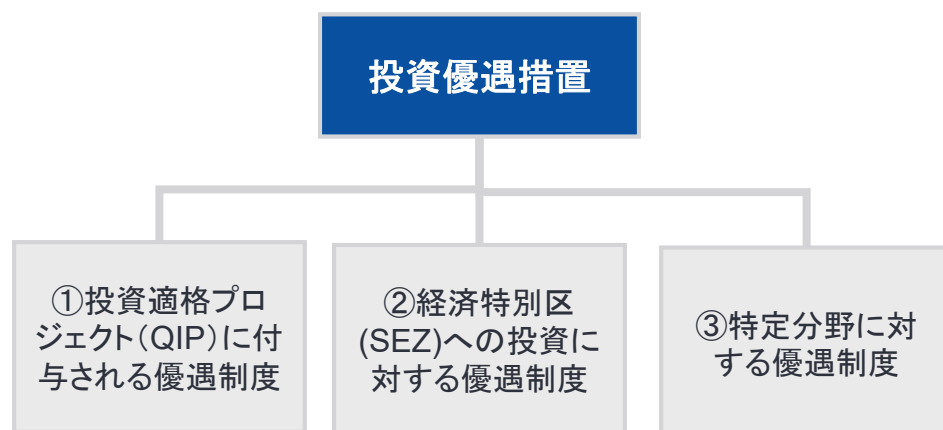 投資優遇措置
①投資適格プロ
ジェクト（QIP）に付
与される優遇制度
②経済特別区
(SEZ)への投資に
対する優遇制度
③特定分野に対
する優遇制度